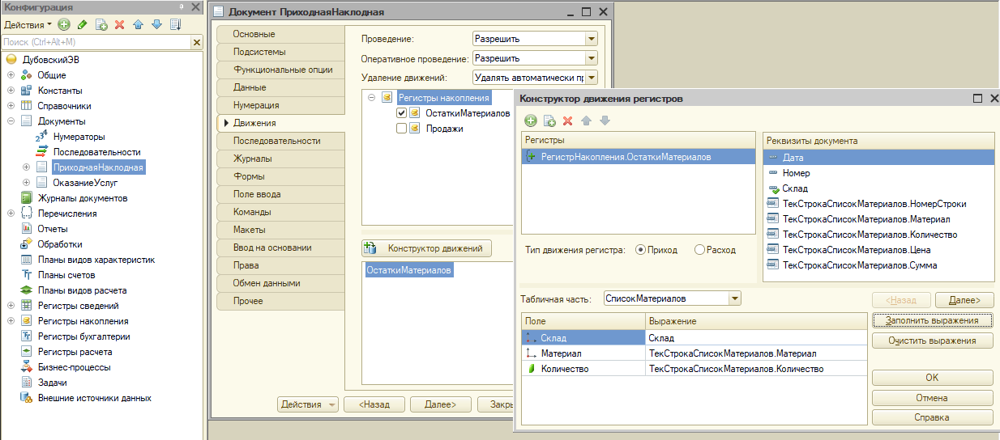 Конфигурация
Действия
Поиск (Ctrl+Alt+M)
ДубовскийЭВ
Общие
Константы
Справочники
Документы
Нумераторы
Последовательности
ПриходнаяНаклодная
ОказаниеУслуг
Журналы документов
Перечисления
Отчеты
Обработки
Планы видов характеристик
Планы счетов
Планы видов расчета
Регистры сведений
Регистры накопления
Регистры бухгалтерии
Регистры расчета
Бизнес-процессы
Задачи
Внешние источники данных
Документ ПриходнаяНаклодная
Основные
Подсистемы
Функциональные опции
Данные
Нумерация
Движения
Последовательности
Журналы
Формы
Поле ввода
Команды
Макеты
Ввод на основании
Права
Обмен данными
Прочее
Проведение: Разрешить
Оперативное проведение: Разрешить
Удаление движений: Удалять автоматически пр
Регистры накопления
ОстаткиМатериалов
Продажи
Конструктор движений
ОстаткиМатериалов
Действия <Назад Далее> Закры
Конструктор движения регистров
Регистры
РегистрНакопления.ОстаткиМатериалов
Реквизиты документа
Дата
Номер
Склад
ТекСтрокаСписокМатериалов.НомерСтроки
ТекСтрокаСписокМатериалов.Материал
ТекСтрокаСписокМатериалов.Количество
ТекСтрокаСписокМатериалов.Цена
ТекСтрокаСписокМатериалов.Сумма
Тип движения регистра: Приход Расход
Табличная часть: СписокМатериалов
<Назад Далее>
Поле Выражение
Склад Склад
Материал ТекСтрокаСписокМатериалов.Материал
Количество ТекСтрокаСписокМатериалов.Количество
Заполнить выражения
Очистить выражения
ОК
Отмена
Справка